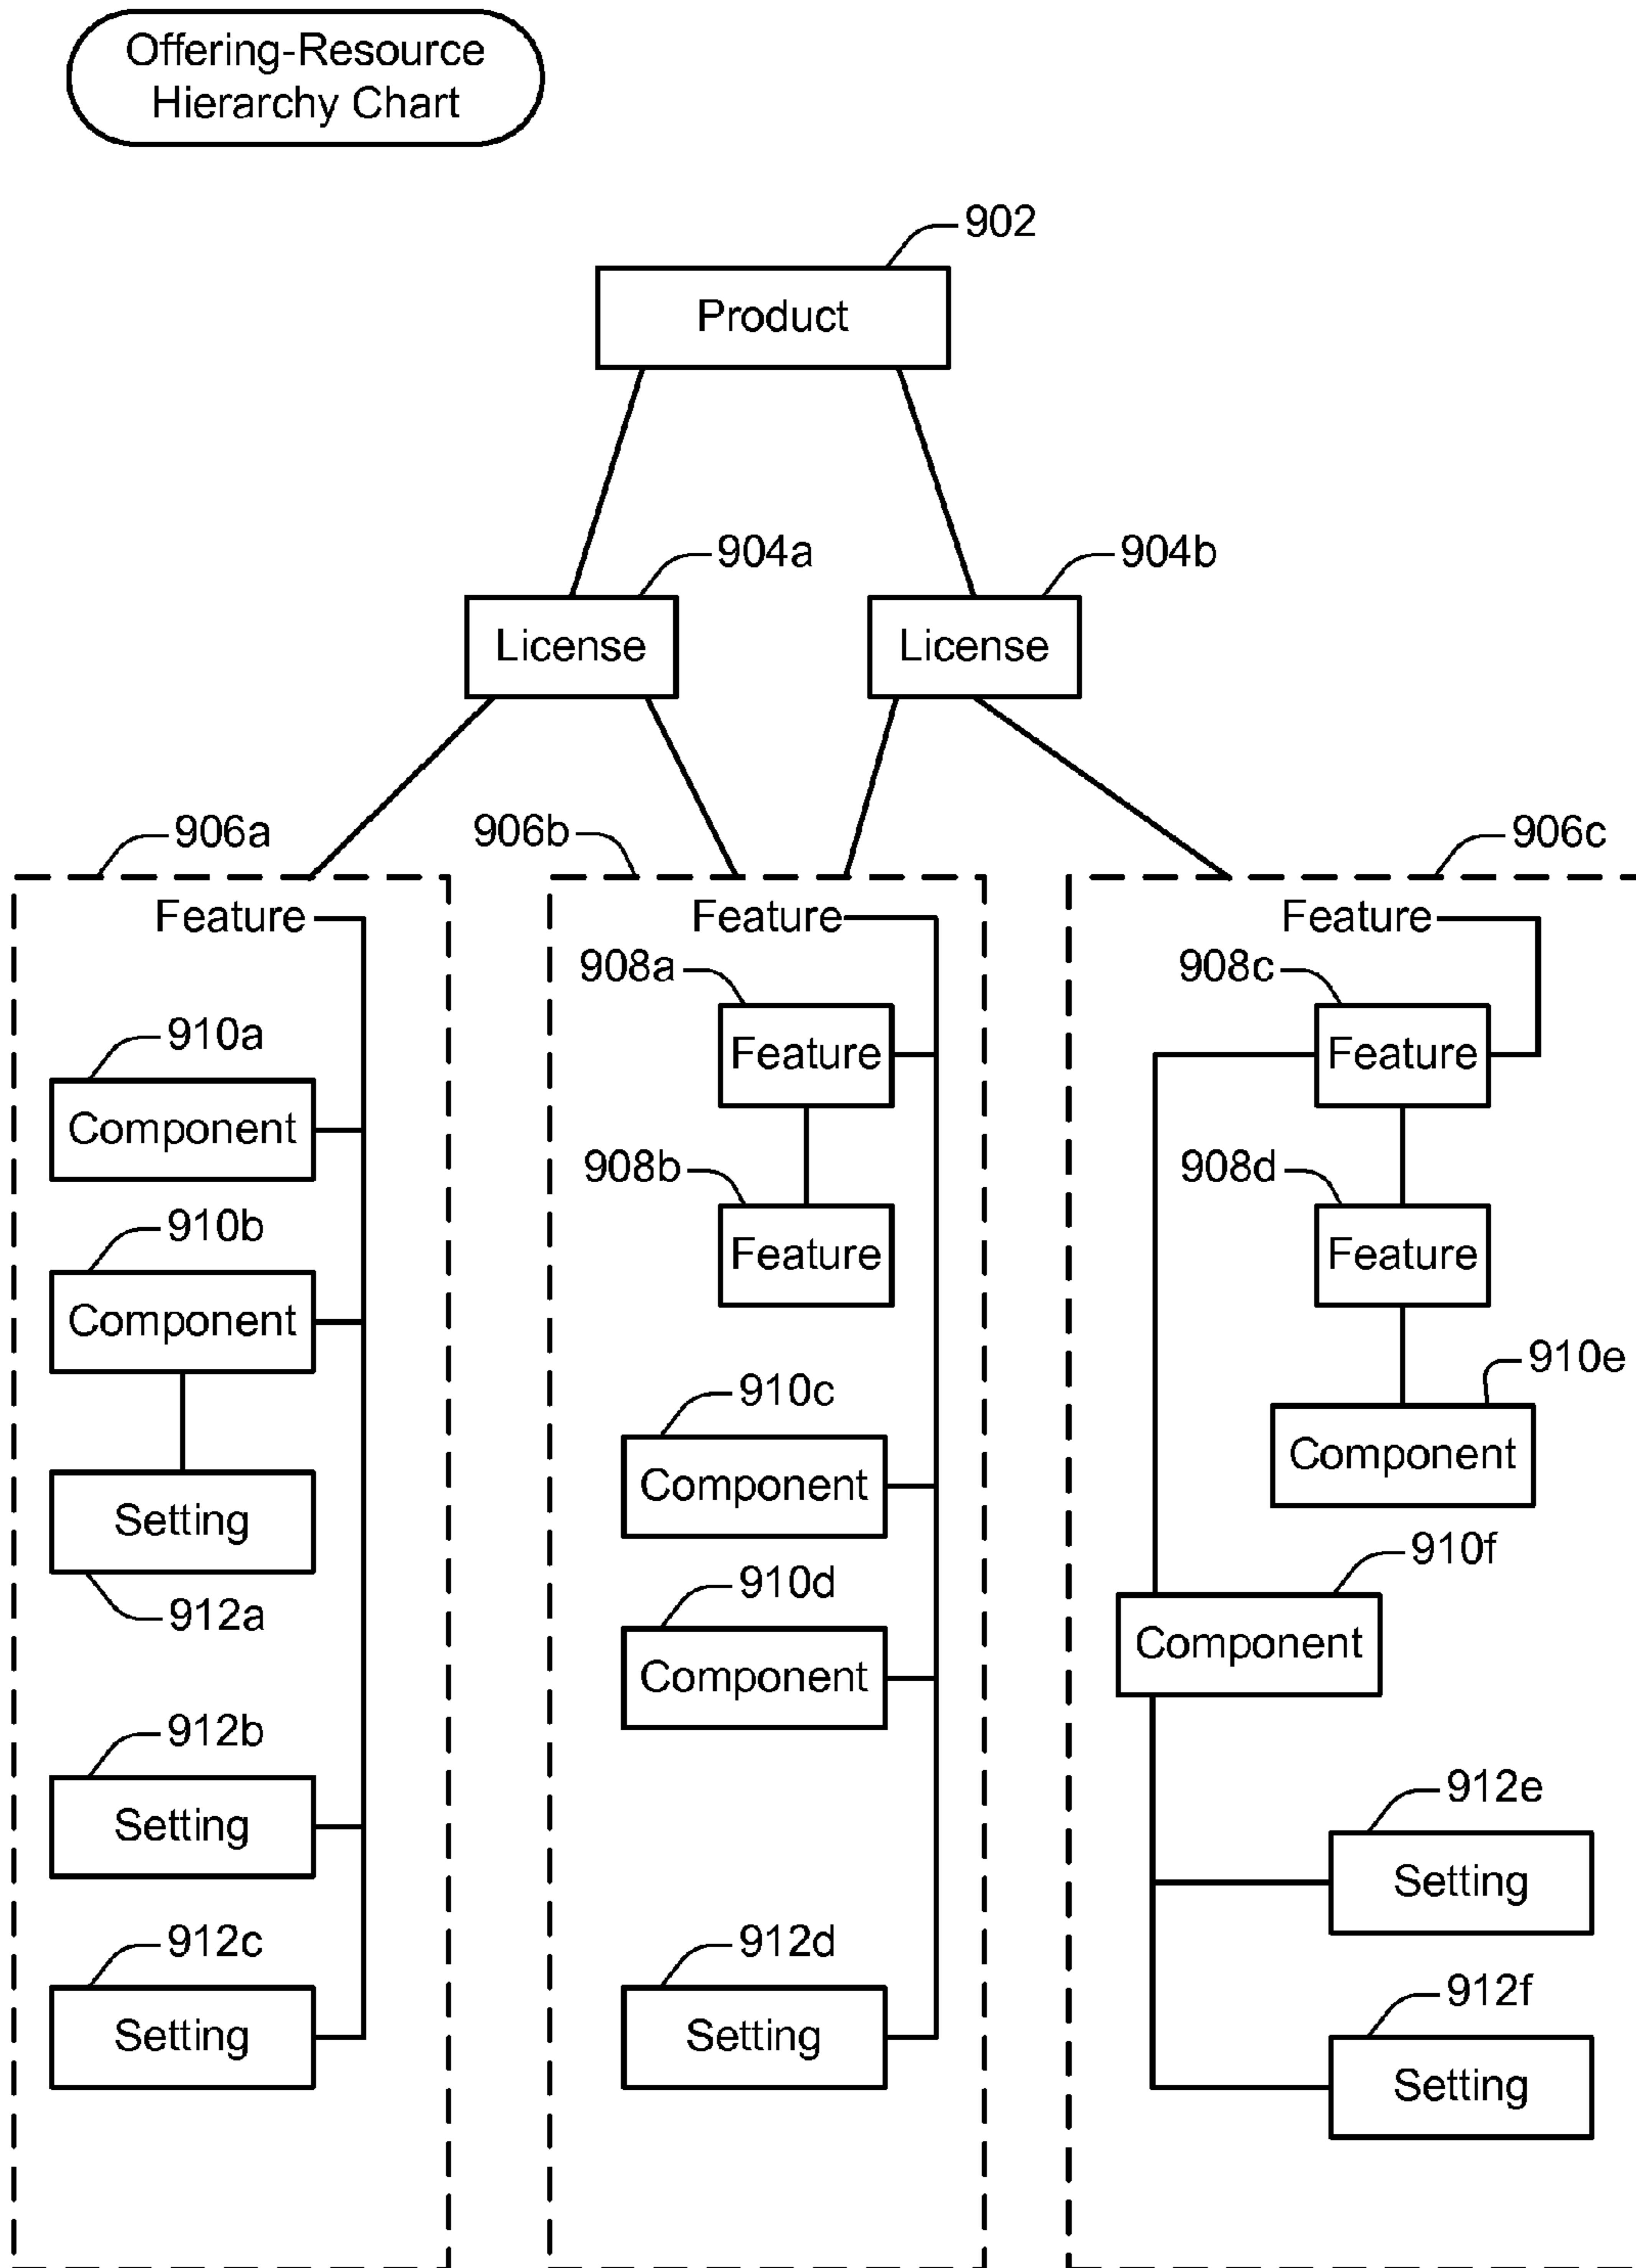 Offering-Resource
Hierarchy Chart
902
Product
904a
904b
License
License
906a
906b
906c
Feature
Feature
Feature
908a
908c
910a
Feature
Feature
Component
908b
908d
910b
Feature
Feature
Component
910e
910c
Component
Component
Setting
910f
912a
910d
Component
Component
912b
912e
Setting
Setting
912c
912d
912f
Setting
Setting
Setting